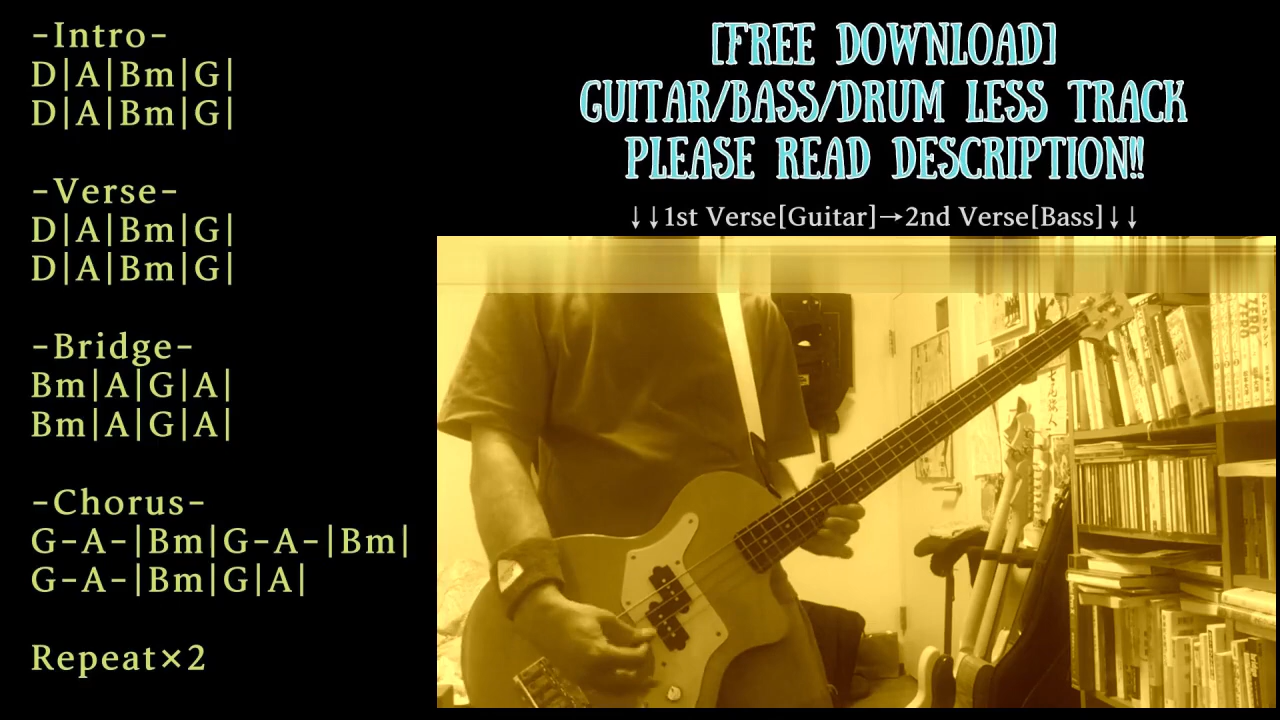 -Intro-
D|A|Bm|G|
D|A|Bm|G|
-Verse-
D|A|Bm|G|
D|A|Bm|G|
-Bridge-
Bm|A|G|A|
Bm|A|G|A|
-Chorus-
G-A-|Bm|G-A-|Bm|
G-A-|Bm|G|A|
Repeat×2
[FREE DOWNLOAD]
GUITAR/BASS/DRUM LESS TRACK
PLEASE READ DESCRIPTION!!
↓↓1st Verse[Guitar]→2nd Verse[Bass]↓↓